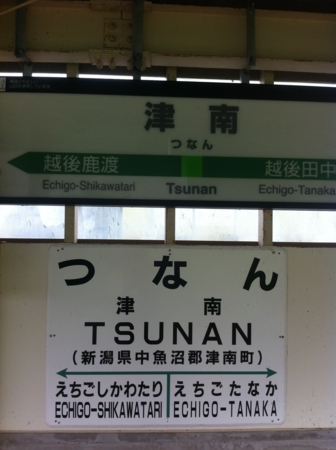 津南
つなん
越後鹿渡 越後田中
Echigo-Shikawatari Tsunan Echigo-Tanaka
つなん
津南
TSUNAN
(新潟県中魚沼郡津南町)
えちごしかわたり えちごたなか
ECHIGO-SHIKAWATARI ECHIGO-TANAKA